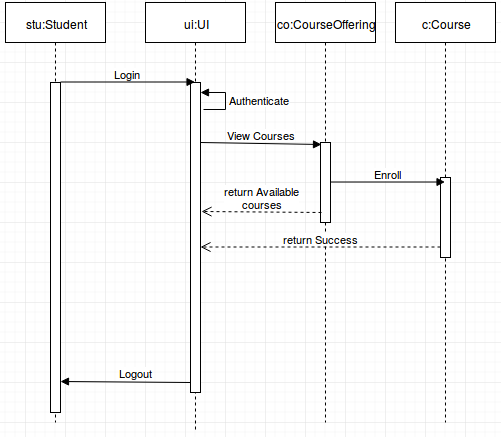 stu:Student
ui:UI
co:CourseOffering
c:Course
Login
Authenticate
View Courses
Enroll
return Available
courses
return Success
Logout